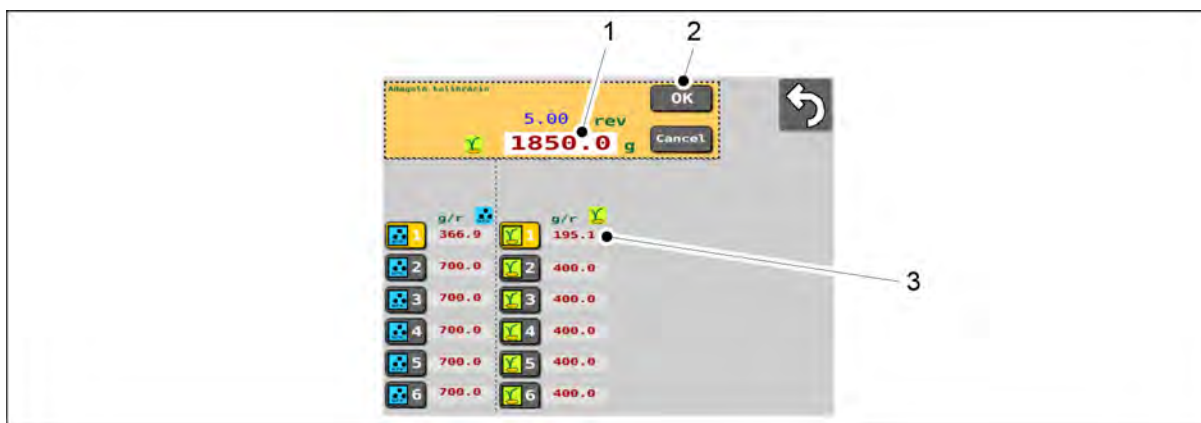 1 2
Adagoló kalibráció
OK
5.00 rev
1850.0 g
Cancel
g/r g/r
1 366.9 1 195.1
3
2 700.0 2 400.0
3 700.0 3 400.0
4 700.0 4 400.0
5 700.0 5 400.0
6 700.0 6 400.0